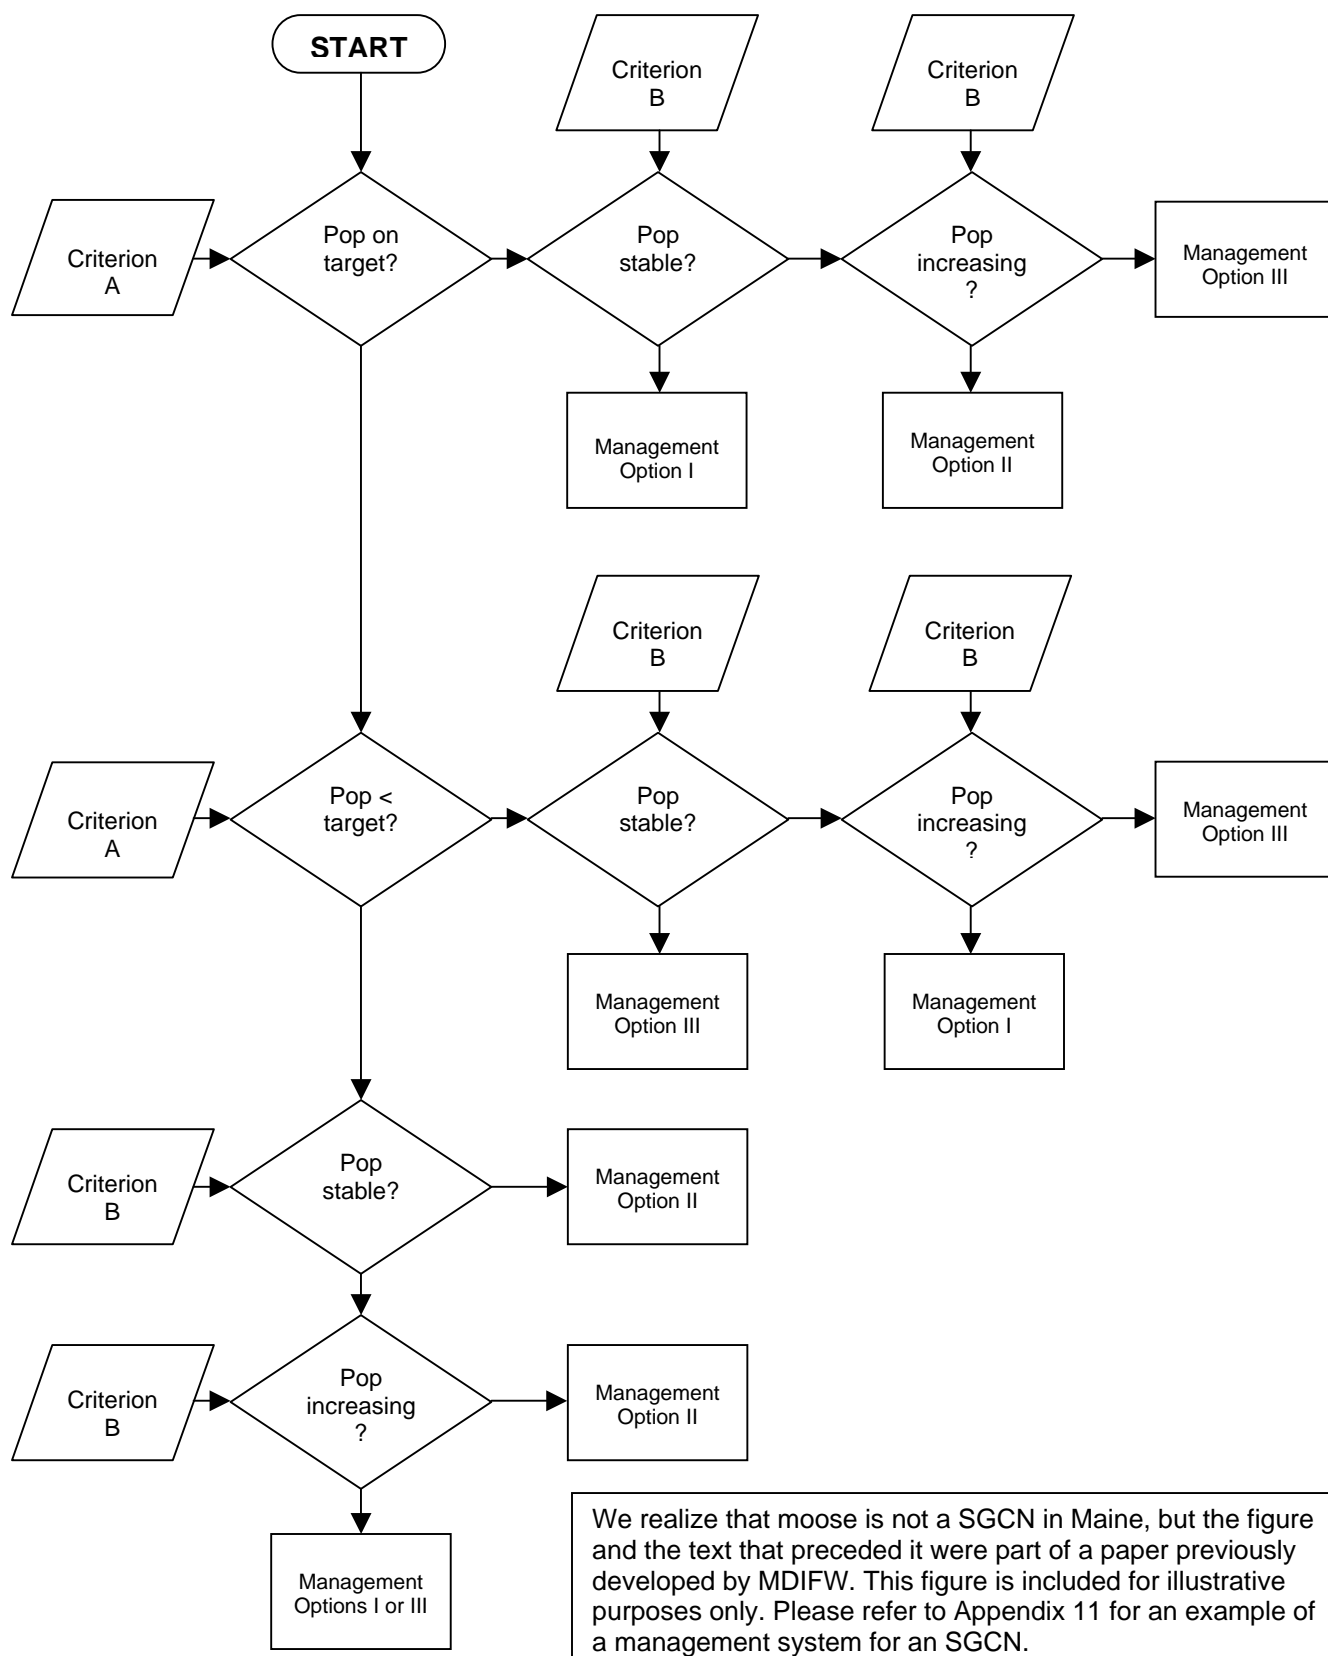 START
Criterion
B
Criterion
B
Criterion
A
Pop on
target?
Pop
stable?
Pop
increasing
?
Management
Option III
Management
Option I
Management
Option II
Criterion
B
Criterion
B
Criterion
A
Pop <
target?
Pop
stable?
Pop
increasing
?
Management
Option III
Management
Option III
Management
Option I
Criterion
B
Pop
stable?
Management
Option II
Criterion
B
Pop
increasing
?
Management
Option II
Management
Options I or III
We realize that moose is not a SGCN in Maine, but the figure
and the text that preceded it were part of a paper previously
developed by MDIFW. This figure is included for illustrative
purposes only. Please refer to Appendix 11 for an example of
a management system for an SGCN.